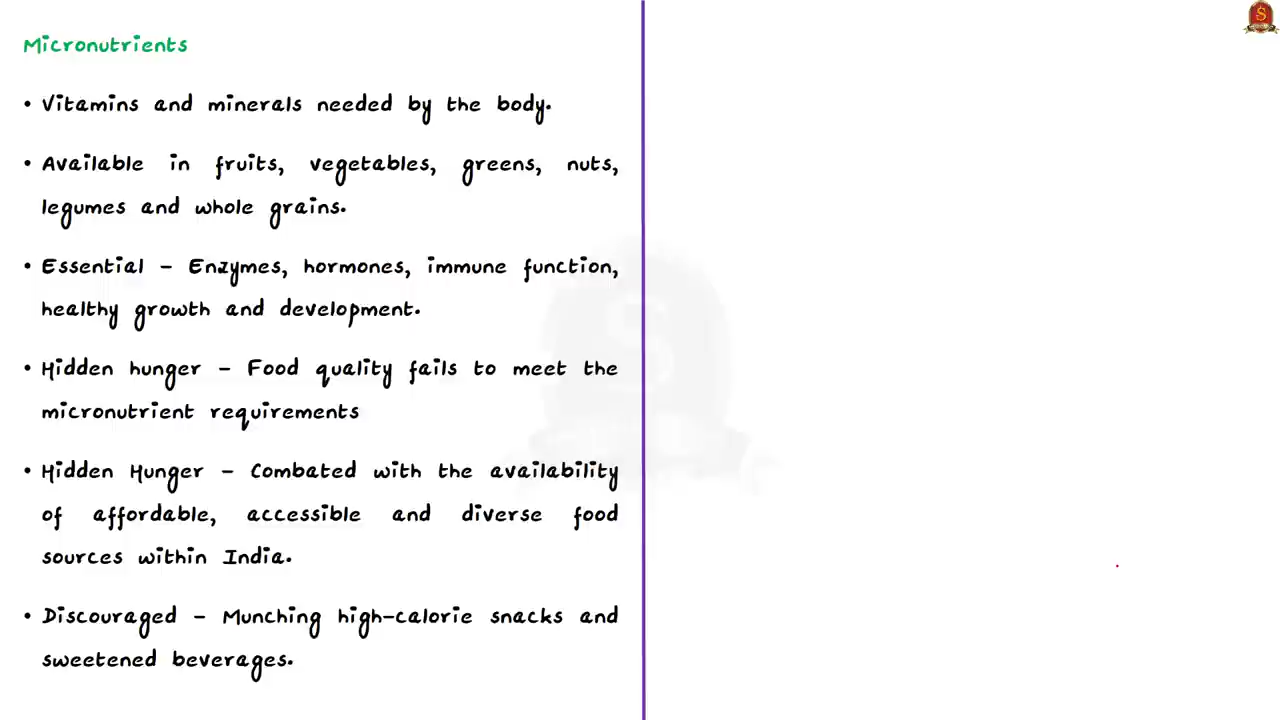 Micronutrients
• Vitamins and minerals needed by the body.
• Available in fruits, vegetables, greens, nuts,
legumes and whole grains.
• Essential – Enzymes, hormones, immune function,
healthy growth and development.
• Hidden hunger – Food quality fails to meet the
micronutrient requirements
• Hidden Hunger – Combated with the availability
of affordable, accessible and diverse food
sources within India.
• Discouraged – Munching high-calorie snacks and
sweetened beverages.
S